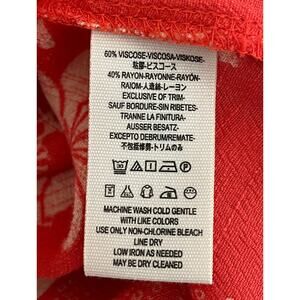 60% VISCOSE-VISCOSA-VISKOSE-
粘膠-ビスコース
40% RAYON-RAYONNE-RAYÓN-
RAJOM-人造絲-レーヨン
EXCLUSIVE OF TRIM-
SAUF BORDURE-SIN RIBETES-
TRANNE LA FINITURA-
AUSSER BESATZ-
EXCEPTO DEBRUM/REMATE-
不包括修飾-トリムのみ
MACHINE WASH COLD GENTLE
WITH LIKE COLORS
USE ONLY NON-CHLORINE BLEACH
LINE DRY
LOW IRON AS NEEDED
MAY BE DRY CLEANED